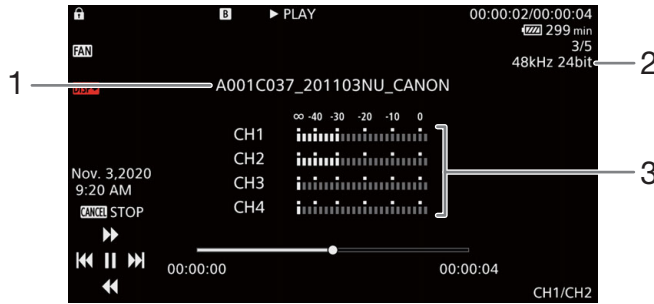 B ► PLAY 00:00:02/00:00:04
299 min
FAN 3/5
48kHz 24bit 2
1 DISP A001C037_201103NU_CANON
∞ -40 -30 -20 -10 0
CH1
CH2
CH3 3
CH4
Nov. 3,2020
9:20 AM
CANCEL STOP
00:00:00 00:00:04
CH1/CH2